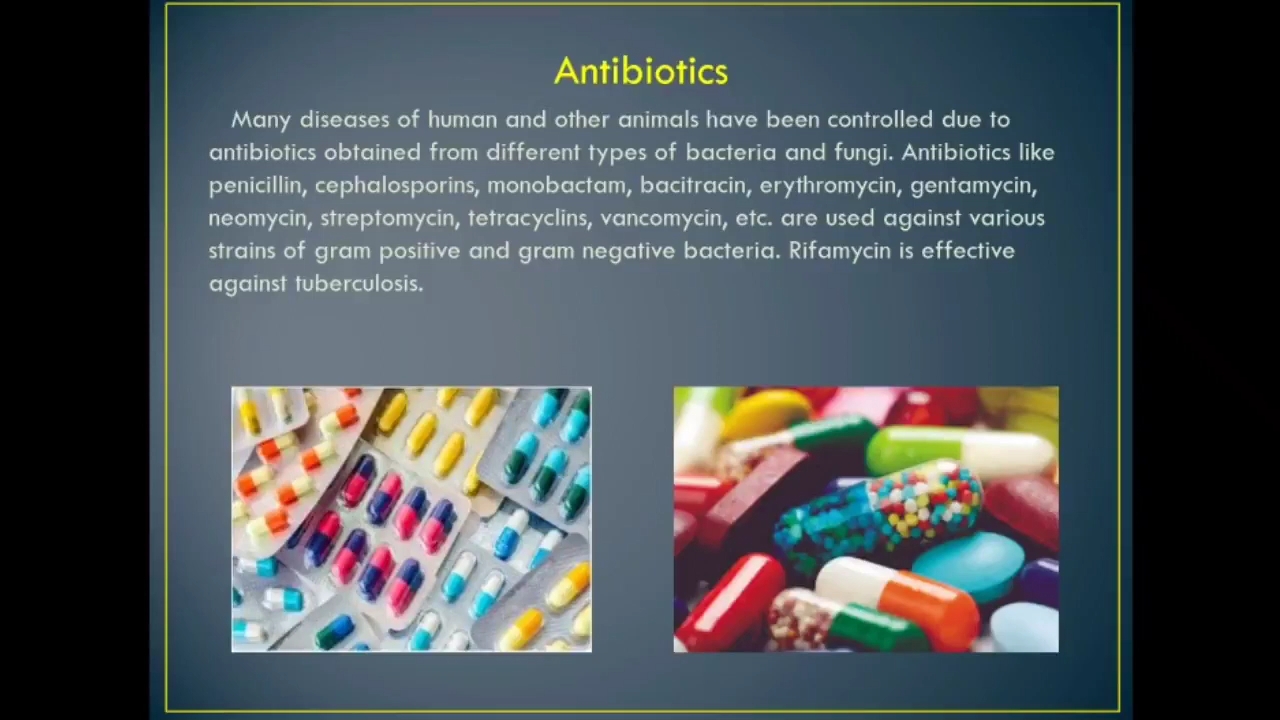 Antibiotics
Many diseases of human and other animals have been controlled due to
antibiotics obtained from different types of bacteria and fungi. Antibiotics like
penicillin, cephalosporins, monobactam, bacitracin, erythromycin, gentamycin,
neomycin, streptomycin, tetracyclins, vancomycin, etc. are used against various
strains of gram positive and gram negative bacteria. Rifamycin is effective
against tuberculosis.